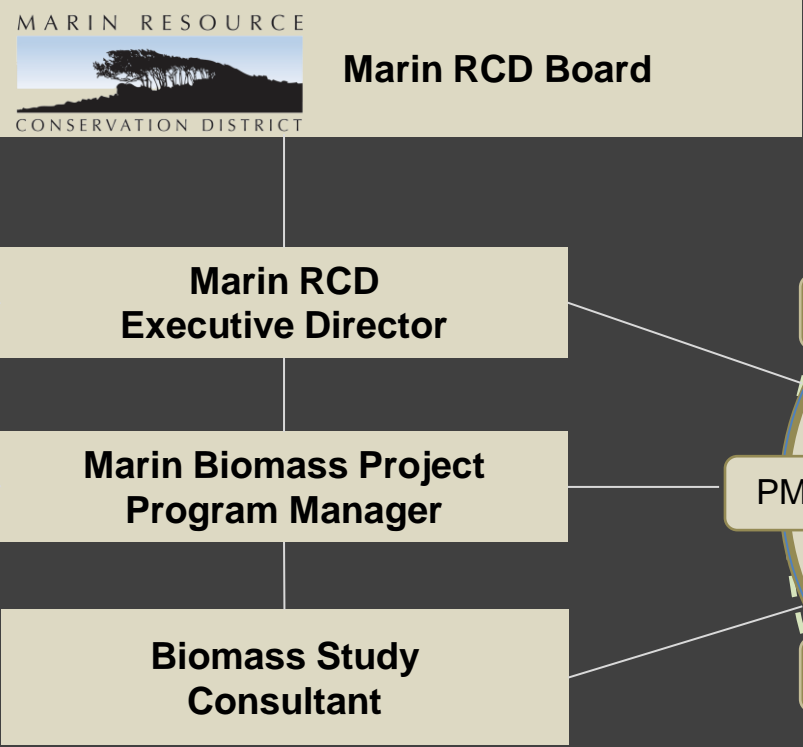 MARIN RESOURCE
CONSERVATION DISTRICT
Marin RCD Board
Marin RCD
Executive Director
Marin Biomass Project
Program Manager
PM
Biomass Study
Consultant